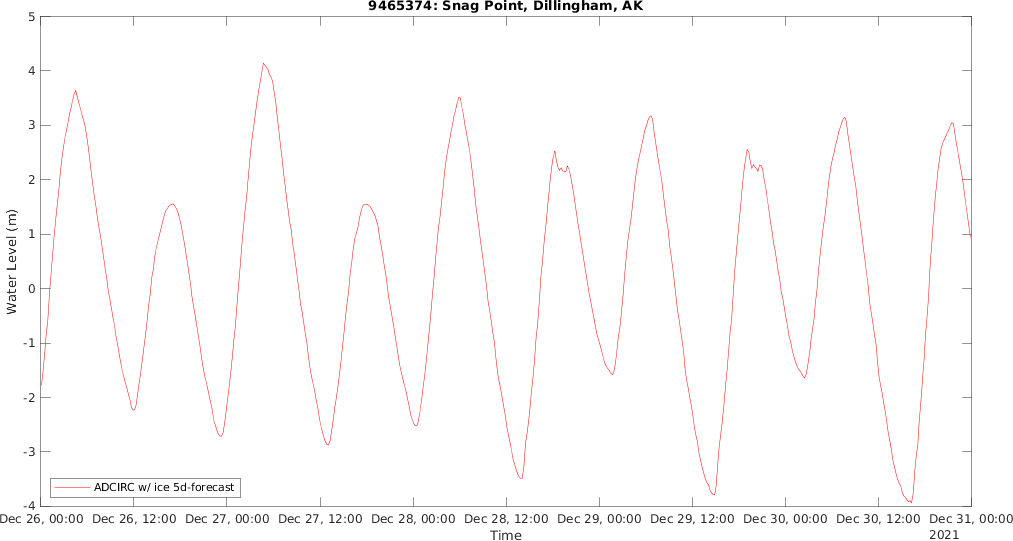 9465374: Snag Point, Dillingham, AK
5
4
3
2
1
0
-1
-2
-3
-4
Water Level (m)
ADCIRC w/ ice 5d-forecast
Dec 26, 00:00 Dec 26, 12:00 Dec 27, 00:00 Dec 27, 12:00 Dec 28, 00:00 Dec 28, 12:00 Dec 29, 00:00 Dec 29, 12:00 Dec 30, 00:00 Dec 30, 12:00 Dec 31, 00:00
Time
2021